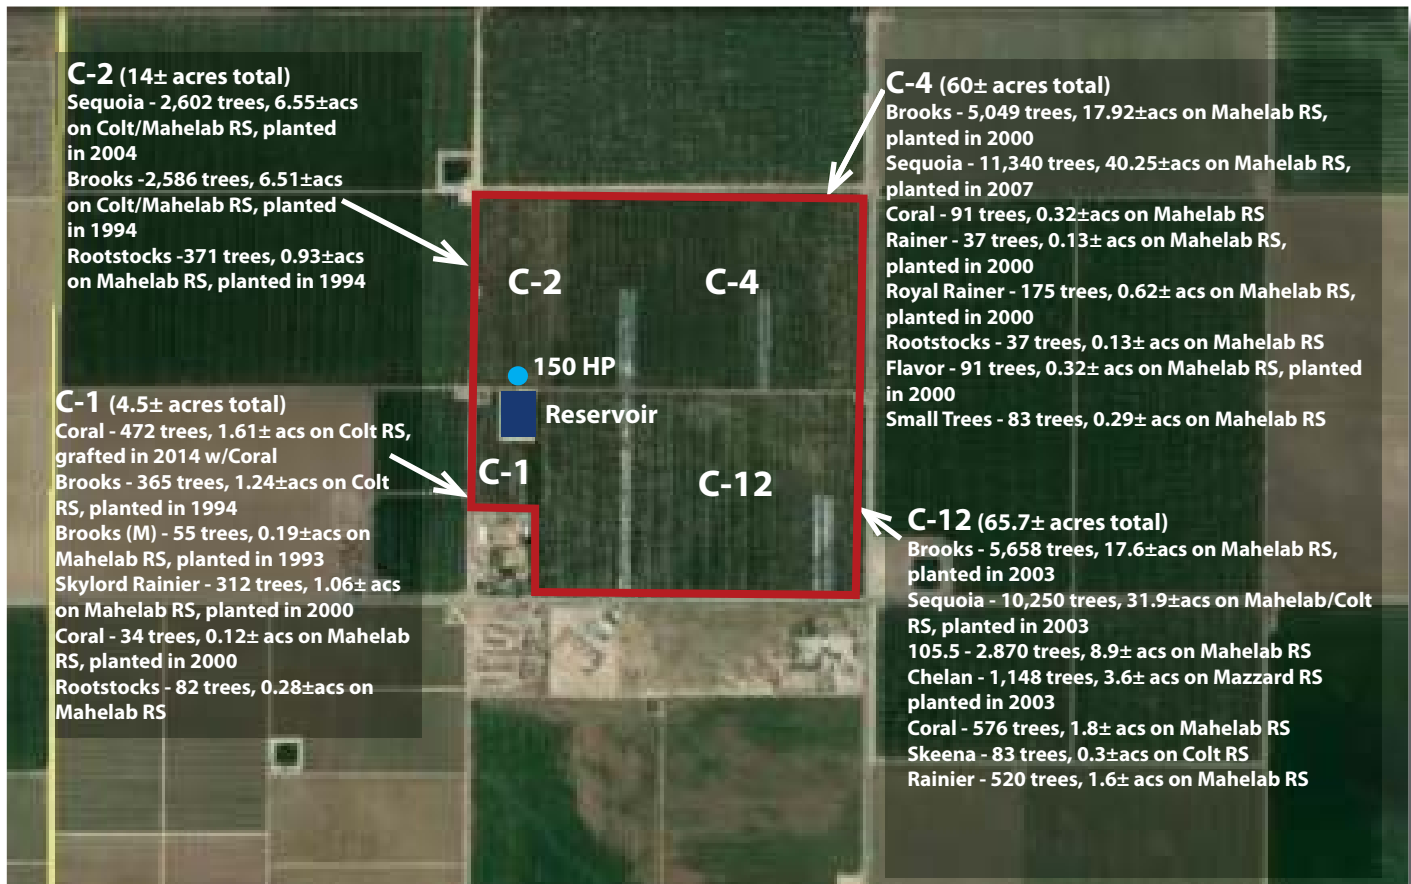 C-2 (14± acres total)
Sequoia - 2,602 trees, 6.55±acs
on Colt/Mahelab RS, planted
in 2004
Brooks -2,586 trees, 6.51±acs
on Colt/Mahelab RS, planted
in 1994
Rootstocks -371 trees, 0.93±acs
on Mahelab RS, planted in 1994
C-1 (4.5± acres total)
Coral - 472 trees, 1.61± acs on Colt RS,
grafted in 2014 w/Coral
Brooks - 365 trees, 1.24±acs on Colt
RS, planted in 1994
Brooks (M) - 55 trees, 0.19±acs on
Mahelab RS, planted in 1993
Skylord Rainier - 312 trees, 1.06± acs
on Mahelab RS, planted in 2000
Coral - 34 trees, 0.12± acs on Mahelab
RS, planted in 2000
Rootstocks - 82 trees, 0.28±acs on
Mahelab RS
C-2
C-4
150 HP
Reservoir
C-1
C-12
C-4 (60± acres total)
Brooks - 5,049 trees, 17.92±acs on Mahelab RS,
planted in 2000
Sequoia - 11,340 trees, 40.25±acs on Mahelab RS,
planted in 2007
Coral - 91 trees, 0.32±acs on Mahelab RS
Rainer - 37 trees, 0.13± acs on Mahelab RS,
planted in 2000
Royal Rainer - 175 trees, 0.62± acs on Mahelab RS,
planted in 2000
Rootstocks - 37 trees, 0.13± acs on Mahelab RS
Flavor - 91 trees, 0.32± acs on Mahelab RS, planted
in 2000
Small Trees - 83 trees, 0.29± acs on Mahelab RS
C-12 (65.7± acres total)
Brooks - 5,658 trees, 17.6±acs on Mahelab RS,
planted in 2003
Sequoia - 10,250 trees, 31.9±acs on Mahelab/Colt
RS, planted in 2003
105.5 - 2.870 trees, 8.9± acs on Mahelab RS
Chelan - 1,148 trees, 3.6± acs on Mazzard RS
planted in 2003
Coral - 576 trees, 1.8± acs on Mahelab RS
Skeena - 83 trees, 0.3±acs on Colt RS
Rainier - 520 trees, 1.6± acs on Mahelab RS